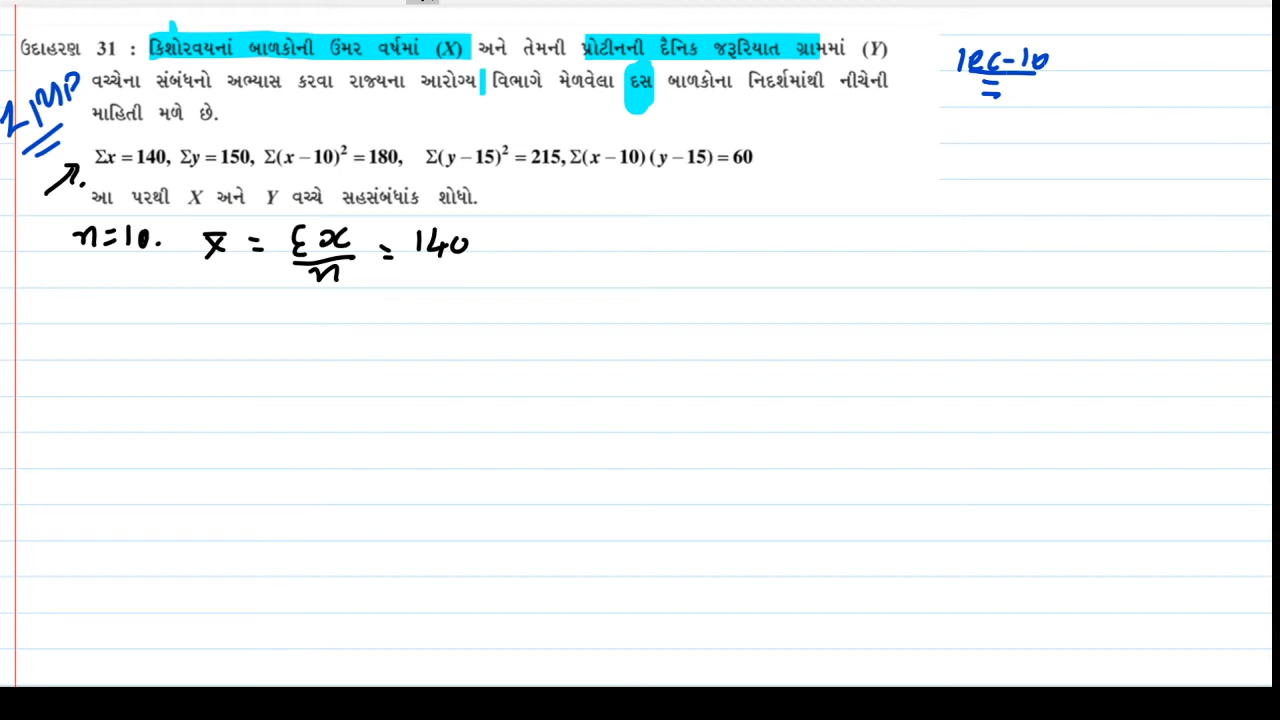 ઉદાહરણ 31 : કિશોરવયનાં બાળકોની ઉંમર વર્ષમાં (X) અને તેમની પ્રોટીનની દૈનિક જરૂરિયાત ગ્રામમાં (Y)
વચ્ચેના સંબંધનો અભ્યાસ કરવા રાજ્યના આરોગ્ય વિભાગે મેળવેલા દસ બાળકોના નિદર્શમાંથી નીચેની
માહિતી મળે છે.
lec-10
IMP
Σx = 140, Σy = 150, Σ(x − 10)² = 180, Σ(y − 15)² = 215, Σ(x − 10) (y − 15) = 60
આ પરથી X અને Y વચ્ચે સહસંબંધાંક શોધો.
n=10. x̄ = Σx/n = 140